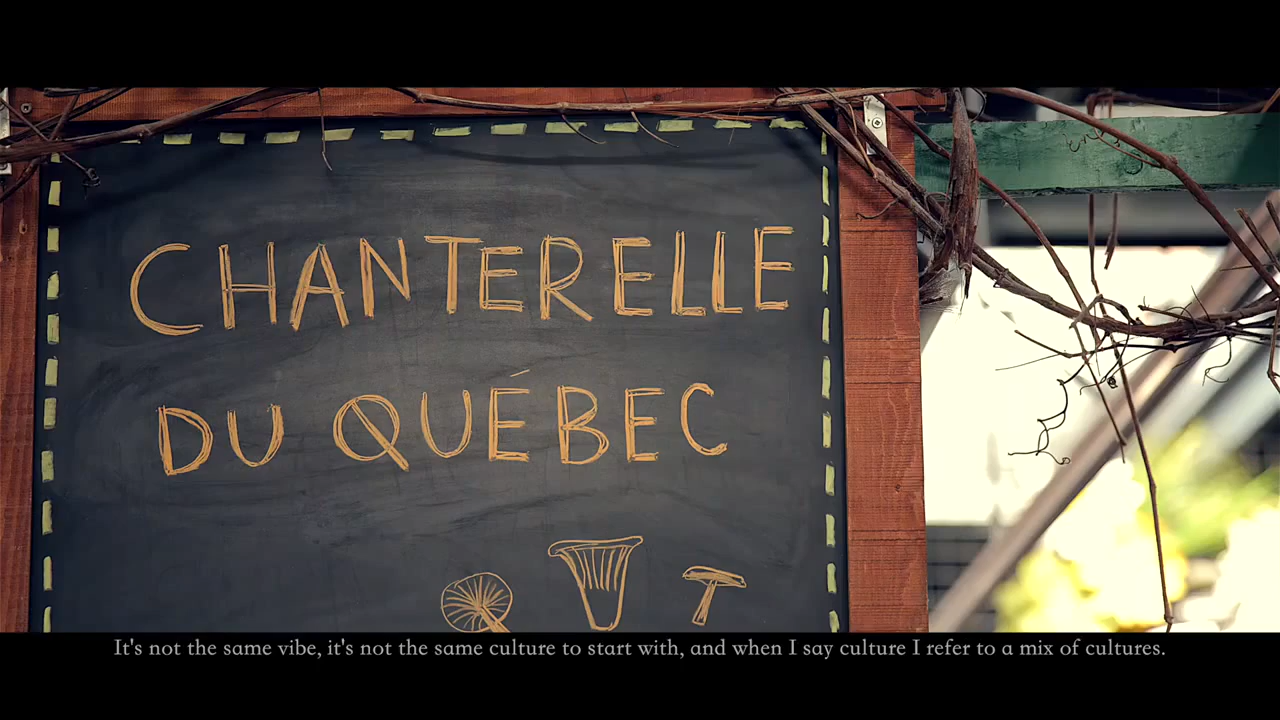 CHANTERELLE
DU QUÉBEC
It's not the same vibe, it's not the same culture to start with, and when I say culture I refer to a mix of cultures.